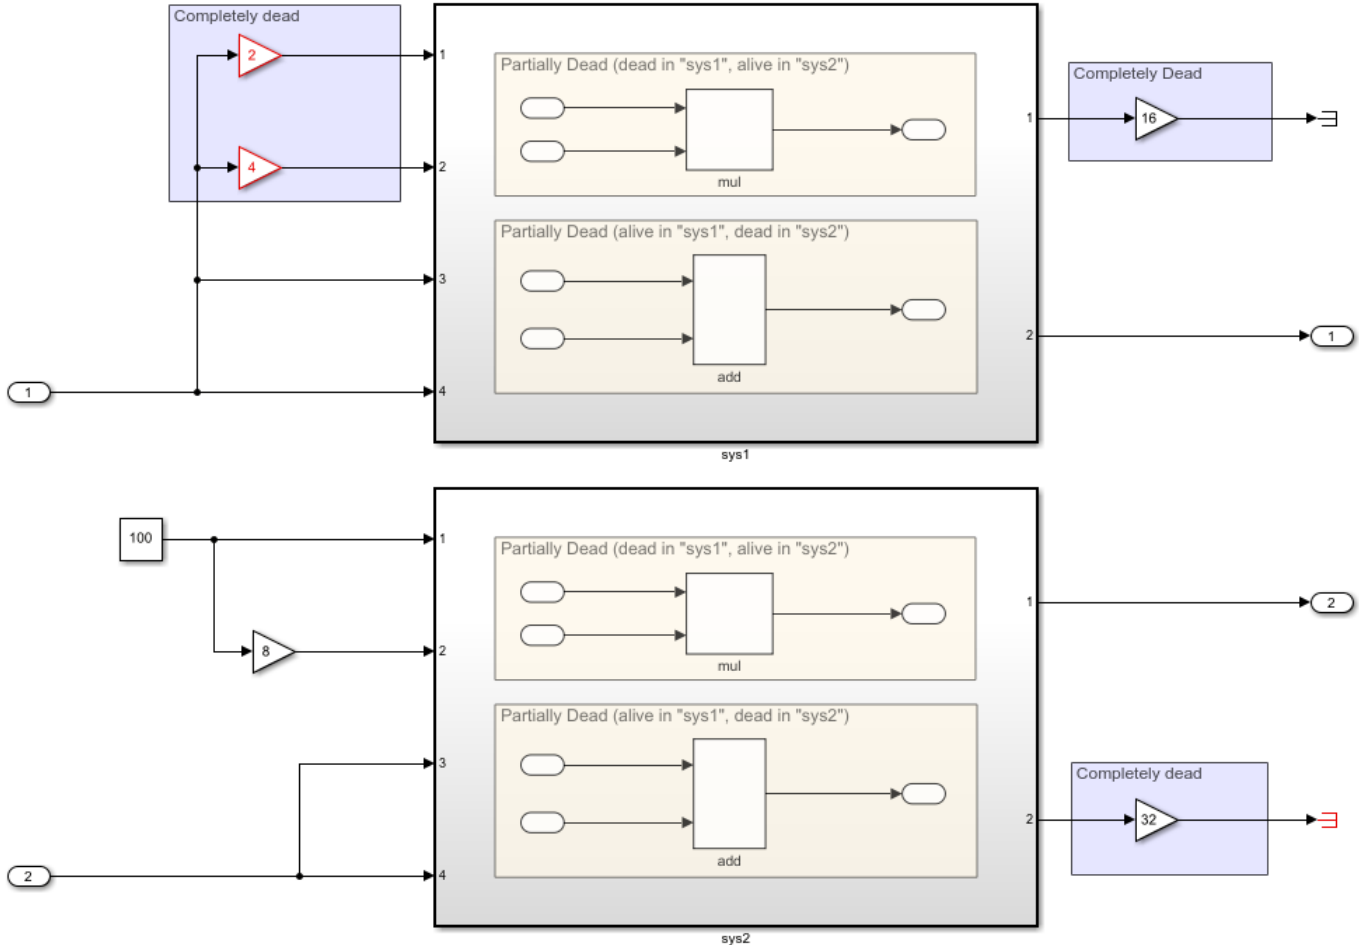 Completely dead
2
1
Partially Dead (dead in "sys1", alive in "sys2")
mul
Completely Dead
1
16
4
2
Partially Dead (alive in "sys1", dead in "sys2")
add
3
2
1
1
4
sys1
100
1
Partially Dead (dead in "sys1", alive in "sys2")
mul
1
2
8
2
Partially Dead (alive in "sys1", dead in "sys2")
add
3
Completely dead
2
32
2
4
sys2